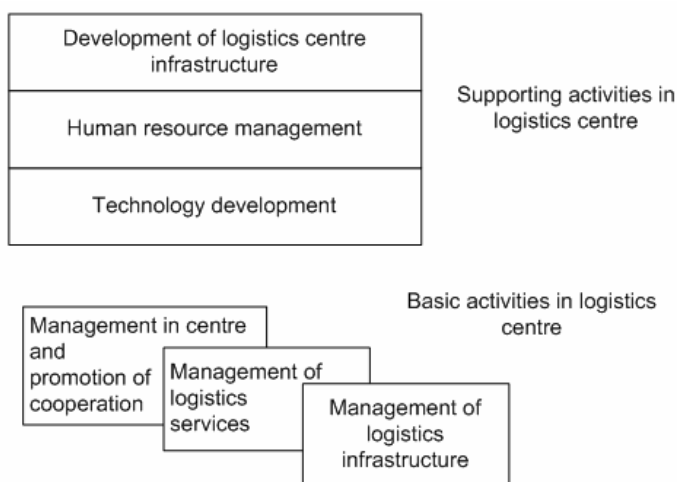 Development of logistics centre
infrastructure
Supporting activities in
logistics centre
Human resource management
Technology development
Basic activities in logistics
centre
Management in centre
and
promotion of
cooperation
Management of
logistics
services
Management of
logistics
infrastructure